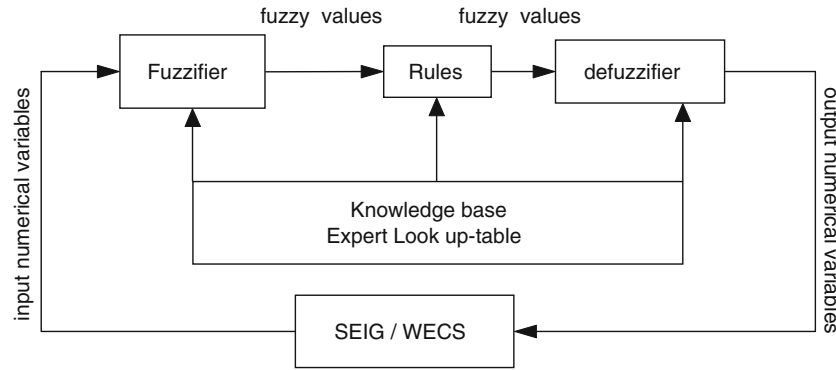 fuzzy values
fuzzy values
Fuzzifier
Rules
defuzzifier
input numerical variables
output numerical variables
Knowledge base
Expert Look up-table
SEIG / WECS